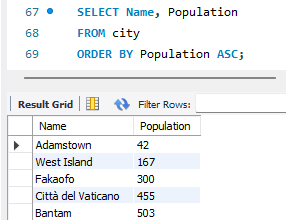 67 SELECT Name, Population
68 FROM city
69 ORDER BY Population ASC;
Result Grid Filter Rows:
Name Population
Adamstown 42
West Island 167
Fakaofo 300
Città del Vaticano 455
Bantam 503